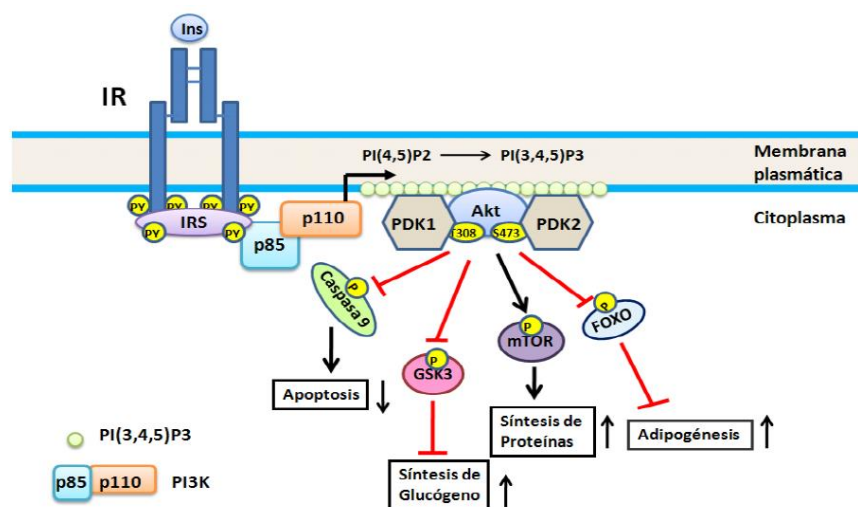 Ins
IR
PI(4,5)P2 → PI(3,4,5)P3
Membrana
plasmática
Citoplasma
PY
PY
PY
PY
IRS
PY
PY
p85
p110
PDK1
Akt
PDK2
T308
S473
P
Caspasa 9
P
GSK3
P
mTOR
P
FOXO
Apoptosis
Síntesis de
Proteínas
Adipogénesis
Síntesis de
Glucógeno
PI(3,4,5)P3
p85
p110
PI3K